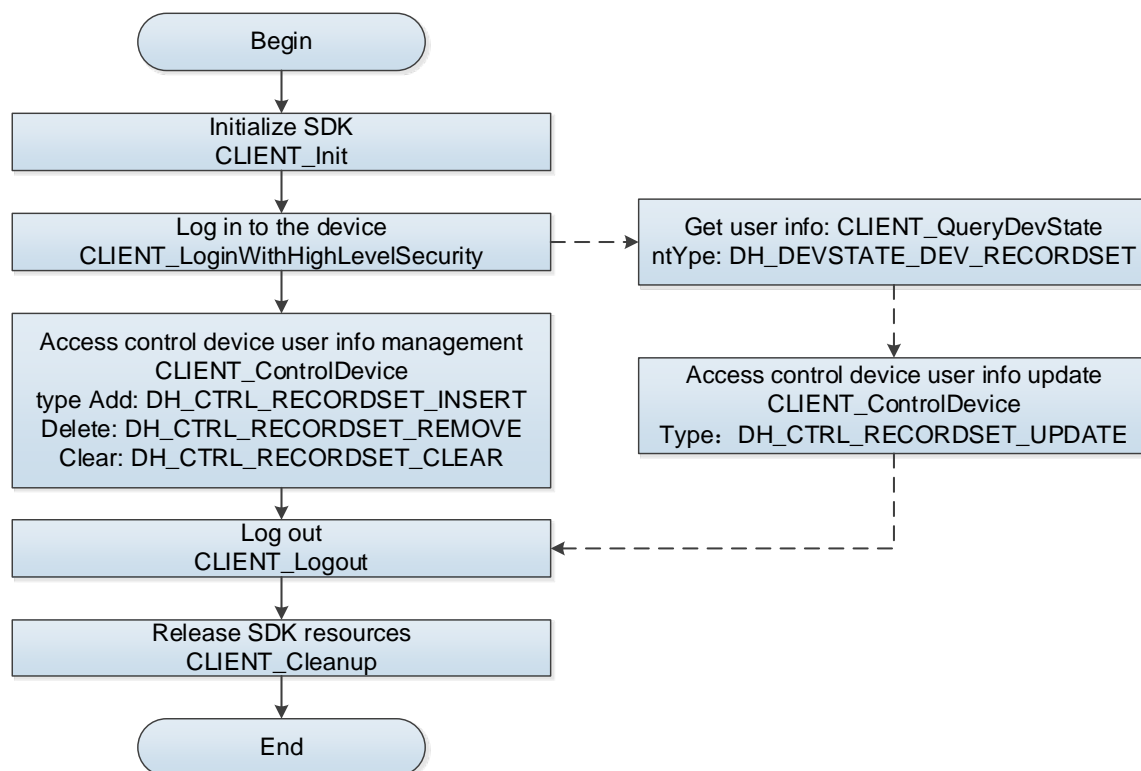 Begin
Initialize SDK
CLIENT_Init
Log in to the device
CLIENT_LoginWithHighLevelSecurity
Get user info: CLIENT_QueryDevState
ntYpe: DH_DEVSTATE_DEV_RECORDSET
Access control device user info management
CLIENT_ControlDevice
type Add: DH_CTRL_RECORDSET_INSERT
Delete: DH_CTRL_RECORDSET_REMOVE
Clear: DH_CTRL_RECORDSET_CLEAR
Access control device user info update
CLIENT_ControlDevice
Type：DH_CTRL_RECORDSET_UPDATE
Log out
CLIENT_Logout
Release SDK resources
CLIENT_Cleanup
End